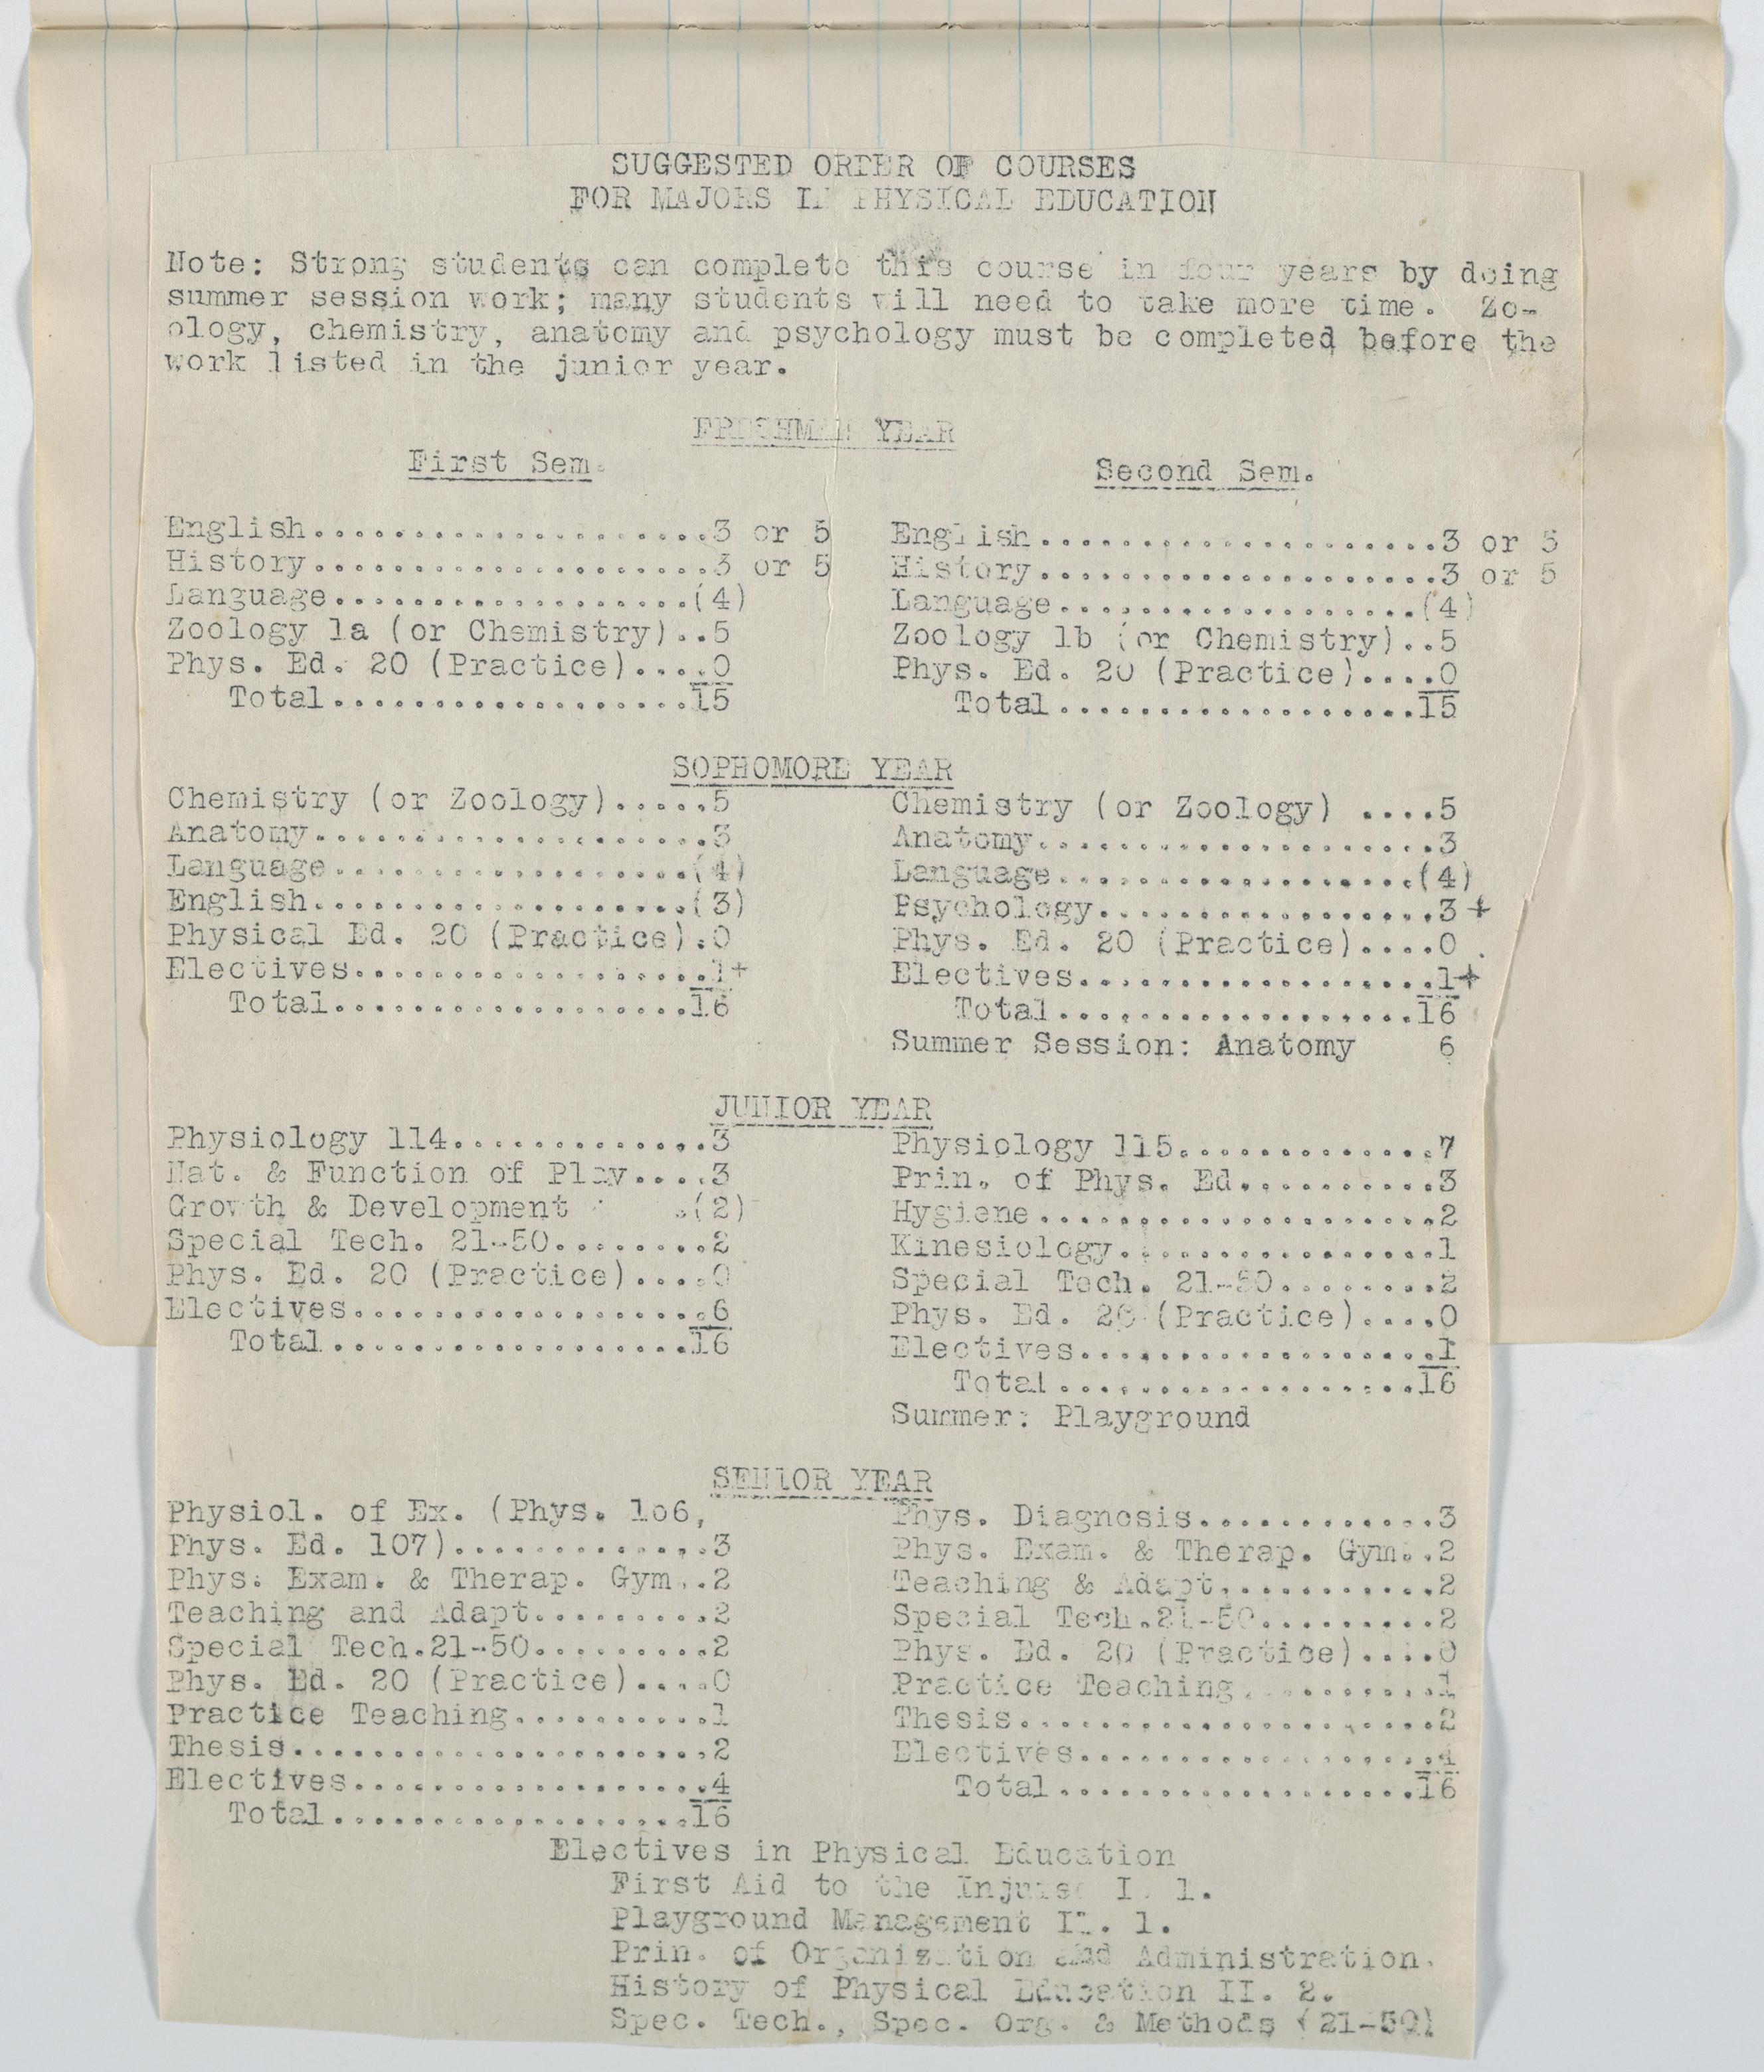 SUGGESTED ORDER OF COURSES
FOR MAJORS IN PHYSICAL EDUCATION
Note: Strong students can complete this course in four years by doing
summer session work; many students will need to take more time. Zo-
ology, chemistry, anatomy and psychology must be completed before the
work listed in the junior year.
FRESHMAN YEAR
First Sem.
English....................3 or 5
History....................3 or 5
Language..................(4)
Zoology 1a (or Chemistry)..5
Phys. Ed. 20 (Practice)....0
Total..................15
Second Sem.
English....................3 or 5
History....................3 or 5
Language..................(4)
Zoology 1b (or Chemistry)..5
Phys. Ed. 20 (Practice)....0
Total..................15
SOPHOMORE YEAR
Chemistry (or Zoology).....5
Anatomy....................3
Language..................(4)
English...................(3)
Physical Ed. 20 (Practice).0
Electives..................1+
Total..................16
Chemistry (or Zoology) ....5
Anatomy....................3
Language..................(4)
Psychology.................3+
Phys. Ed. 20 (Practice)....0
Electives..................1+
Total..................16
Summer Session: Anatomy 6
JUNIOR YEAR
Physiology 114.............3
Nat. & Function of Play....3
Growth & Development .(2)
Special Tech. 21-50........2
Phys. Ed. 20 (Practice)....0
Electives..................6
Total..................16
Physiology 115.............7
Prin. of Phys. Ed..........3
Hygiene....................2
Kinesiology................1
Special Tech. 21-50........2
Phys. Ed. 20 (Practice)....0
Electives..................1
Total..................16
Summer: Playground
SENIOR YEAR
Physiol. of Ex. (Phys. 106,
Phys. Ed. 107).............3
Phys. Exam. & Therap. Gym..2
Teaching and Adapt.........2
Special Tech.21-50.........2
Phys. Ed. 20 (Practice)....0
Practice Teaching..........1
Thesis.....................2
Electives..................4
Total..................16
Phys. Diagnosis............3
Phys. Exam. & Therap. Gym..2
Teaching & Adapt...........2
Special Tech.21-50.........2
Phys. Ed. 20 (Practice)....0
Practice Teaching..........1
Thesis.....................2
Electives..................4
Total..................16
Electives in Physical Education
First Aid to the Injured I. 1.
Playground Management II. 1.
Prin. of Organization and Administration.
History of Physical Education II. 2.
Spec. Tech., Spec. Org. & Methods (21-50)